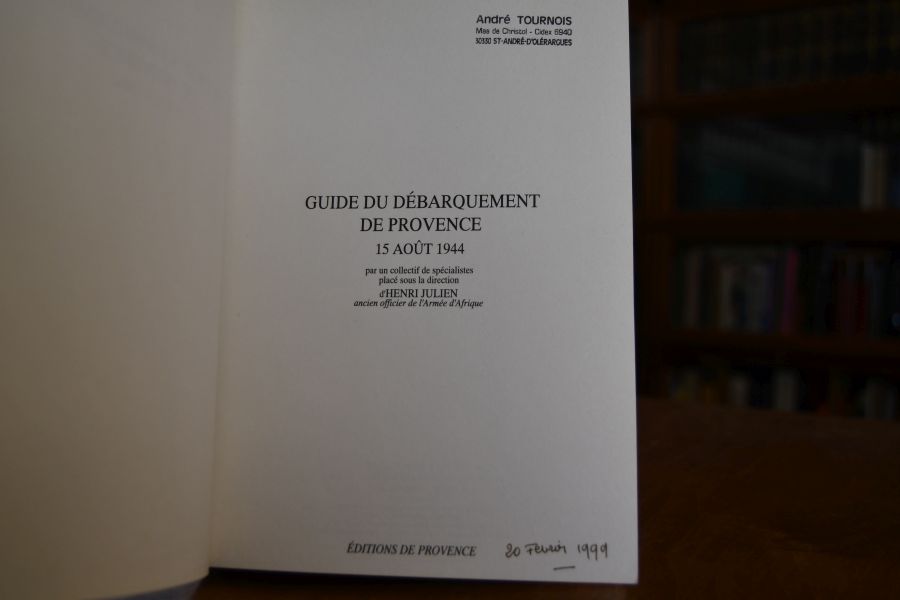 André TOURNOIS
Mas de Christol - Cidex 6940
30330 ST-ANDRÉ-D'OLÉRARGUES
GUIDE DU DÉBARQUEMENT
DE PROVENCE
15 AOÛT 1944
par un collectif de spécialistes
placé sous la direction
d'HENRI JULIEN
ancien officier de l'Armée d'Afrique
ÉDITIONS DE PROVENCE
20 Fevrier 1999